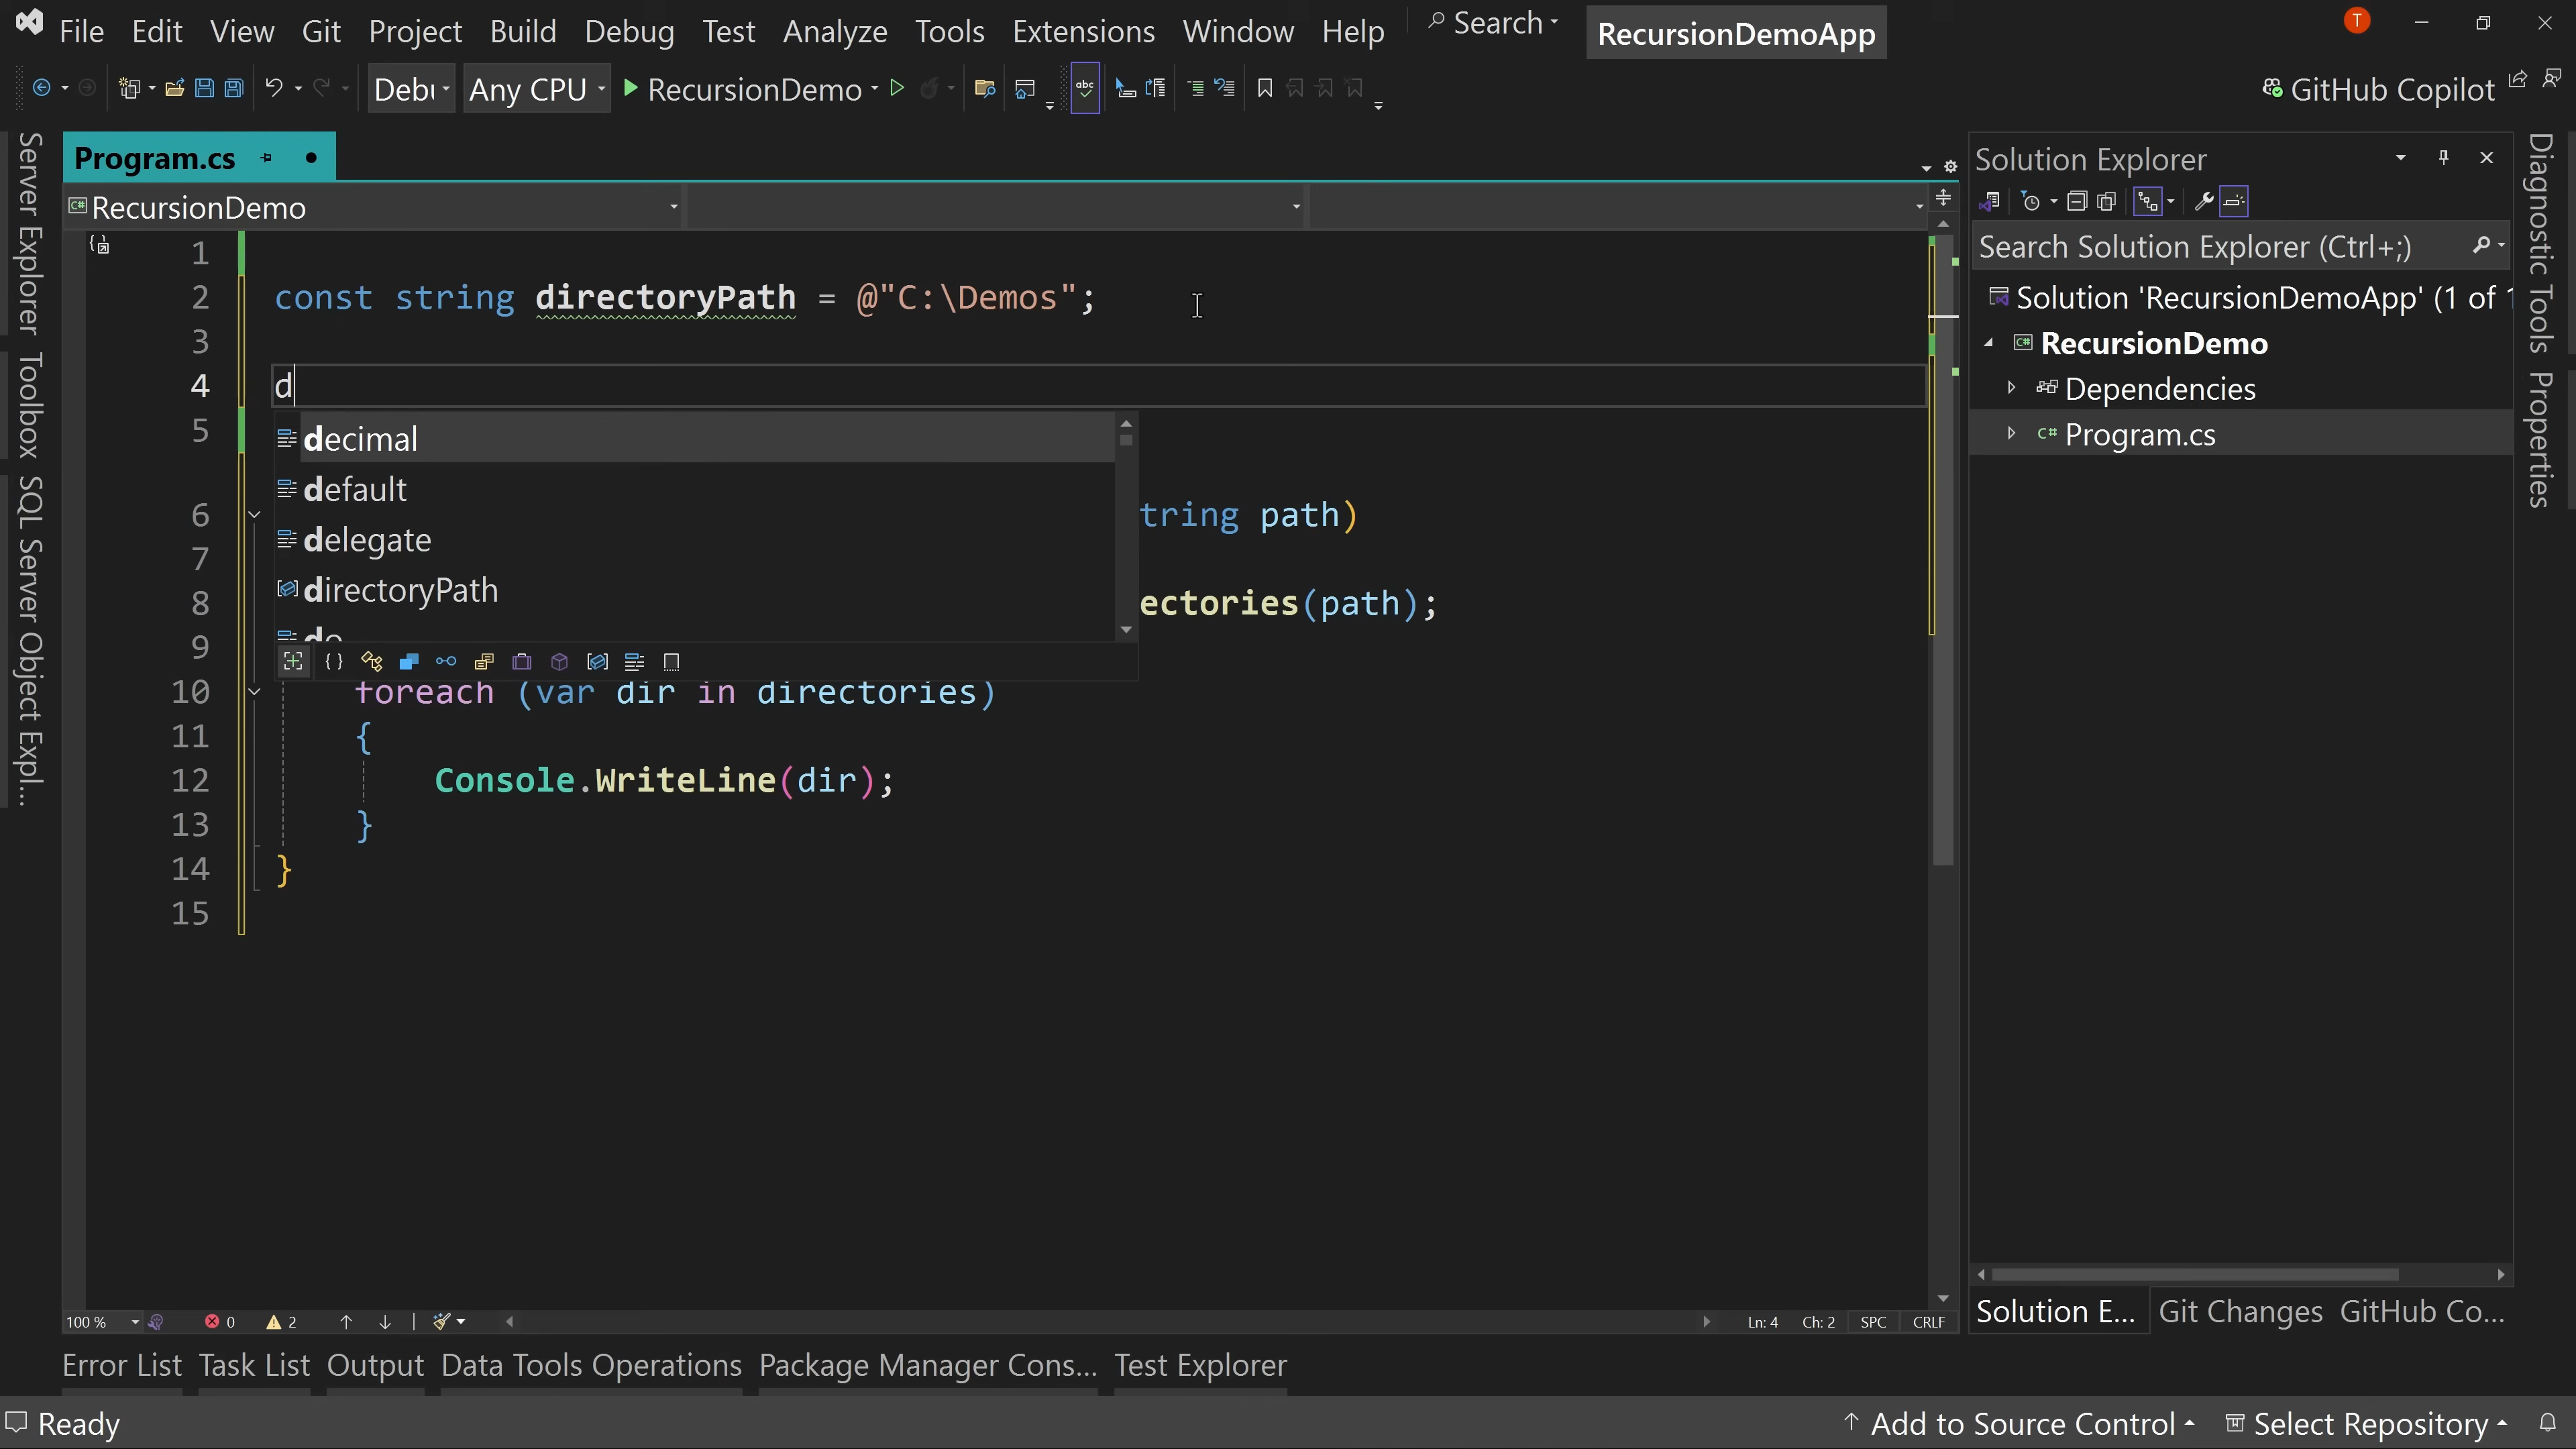 File Edit View Git Project Build Debug Test Analyze Tools Extensions Window Help Search RecursionDemoApp T
Any CPU RecursionDemo abc GitHub Copilot
Server Explorer
Toolbox
SQL Server Object Expl...
Program.cs
RecursionDemo
1
2 const string directoryPath = @"C:\Demos";
3
4 d
5
decimal
default
delegate
directoryPath
do
6 tring path)
7
8 ectories(path);
9
10 foreach (var dir in directories)
11 {
12 Console.WriteLine(dir);
13 }
14 }
15
100 % 0 2 Ln: 4 Ch: 2 SPC CRLF
Solution Explorer
Search Solution Explorer (Ctrl+;)
Solution 'RecursionDemoApp' (1 of
RecursionDemo
Dependencies
C# Program.cs
Solution E... Git Changes GitHub Co...
Diagnostic Tools
Properties
Error List Task List Output Data Tools Operations Package Manager Cons... Test Explorer
Ready Add to Source Control Select Repository